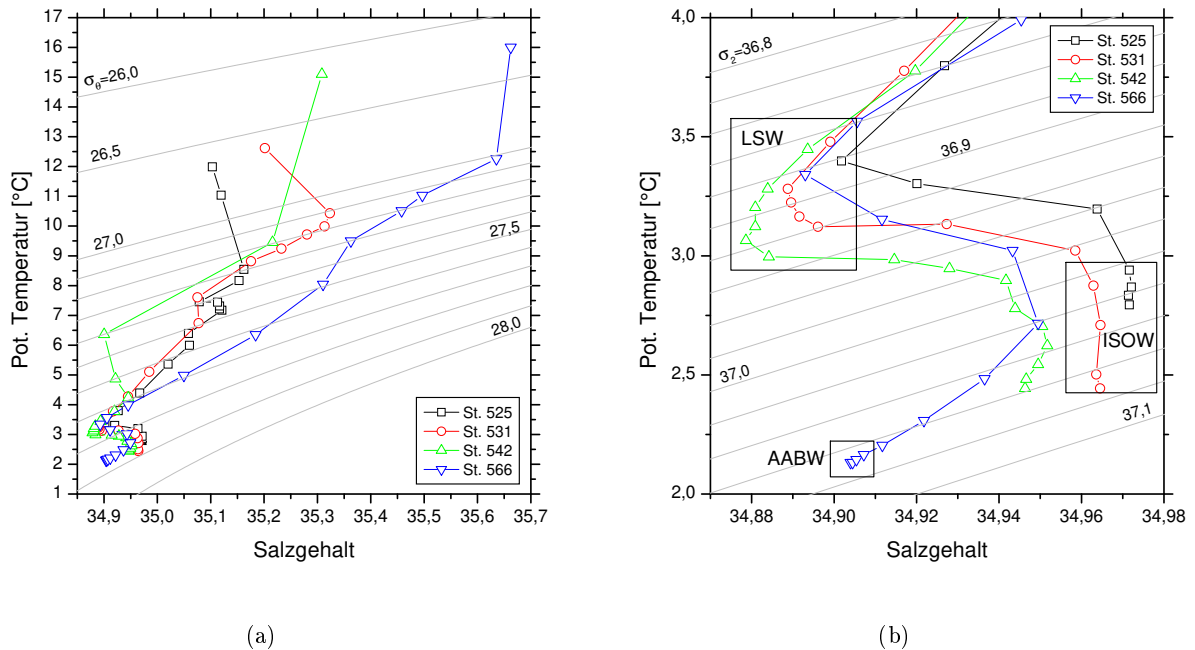 17
16
15
14
13
12
11
10
9
8
7
6
5
4
3
2
1
34,9
35,0
35,1
35,2
35,3
35,4
35,5
35,6
35,7
Pot. Temperatur [°C]
Salzgehalt
σθ=26,0
26,5
27,0
27,5
28,0
St. 525
St. 531
St. 542
St. 566
(a)
4,0
3,5
3,0
2,5
2,0
34,88
34,90
34,92
34,94
34,96
34,98
Pot. Temperatur [°C]
Salzgehalt
σ2=36,8
36,9
37,0
37,1
LSW
ISOW
AABW
St. 525
St. 531
St. 542
St. 566
(b)